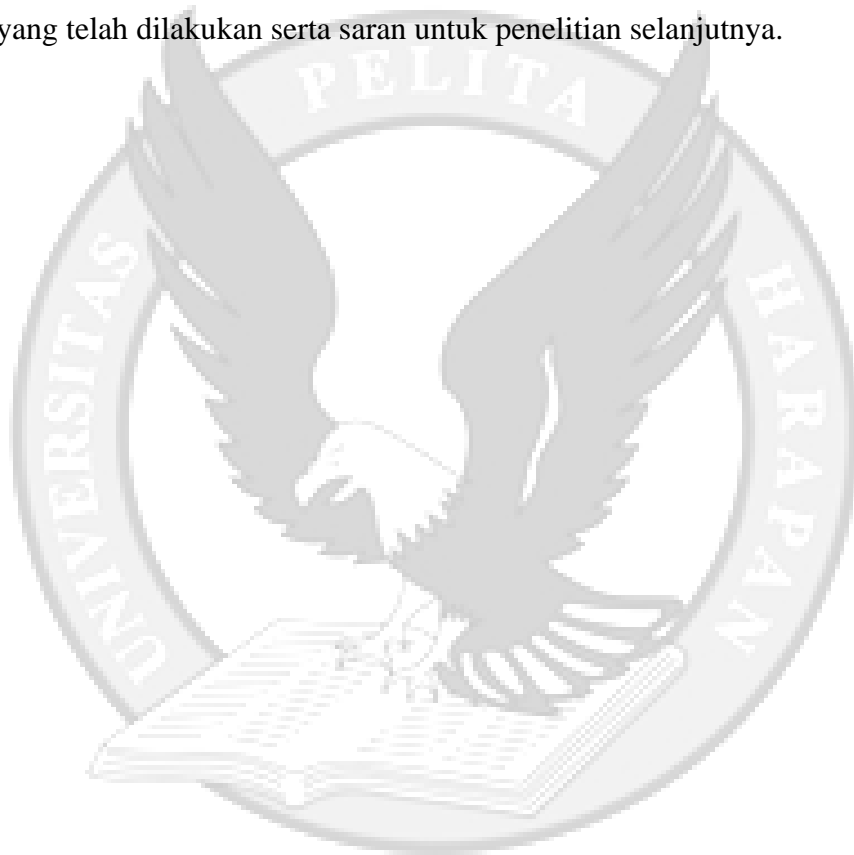 yang telah dilakukan serta saran untuk penelitian selanjutnya.
UNIVERSITAS
PELITA
HARAPAN